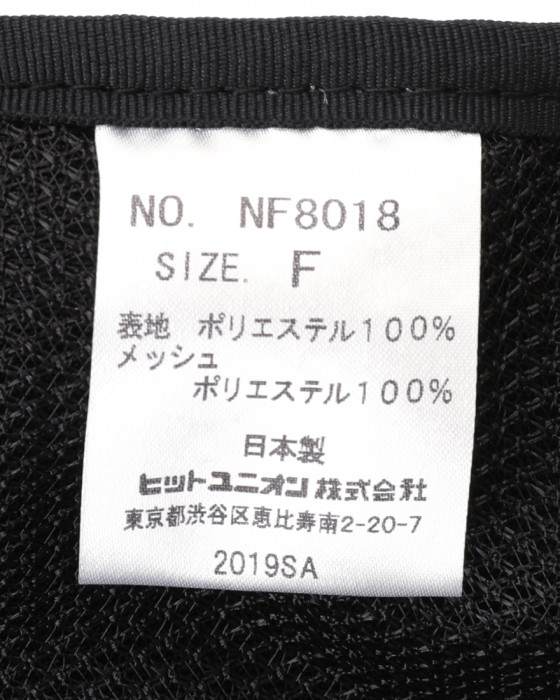 NO. NF8018
SIZE. F
表地 ポリエステル100%
メッシュ
ポリエステル100%
日本製
ヒットユニオン株式会社
東京都渋谷区恵比寿南2-20-7
2019SA